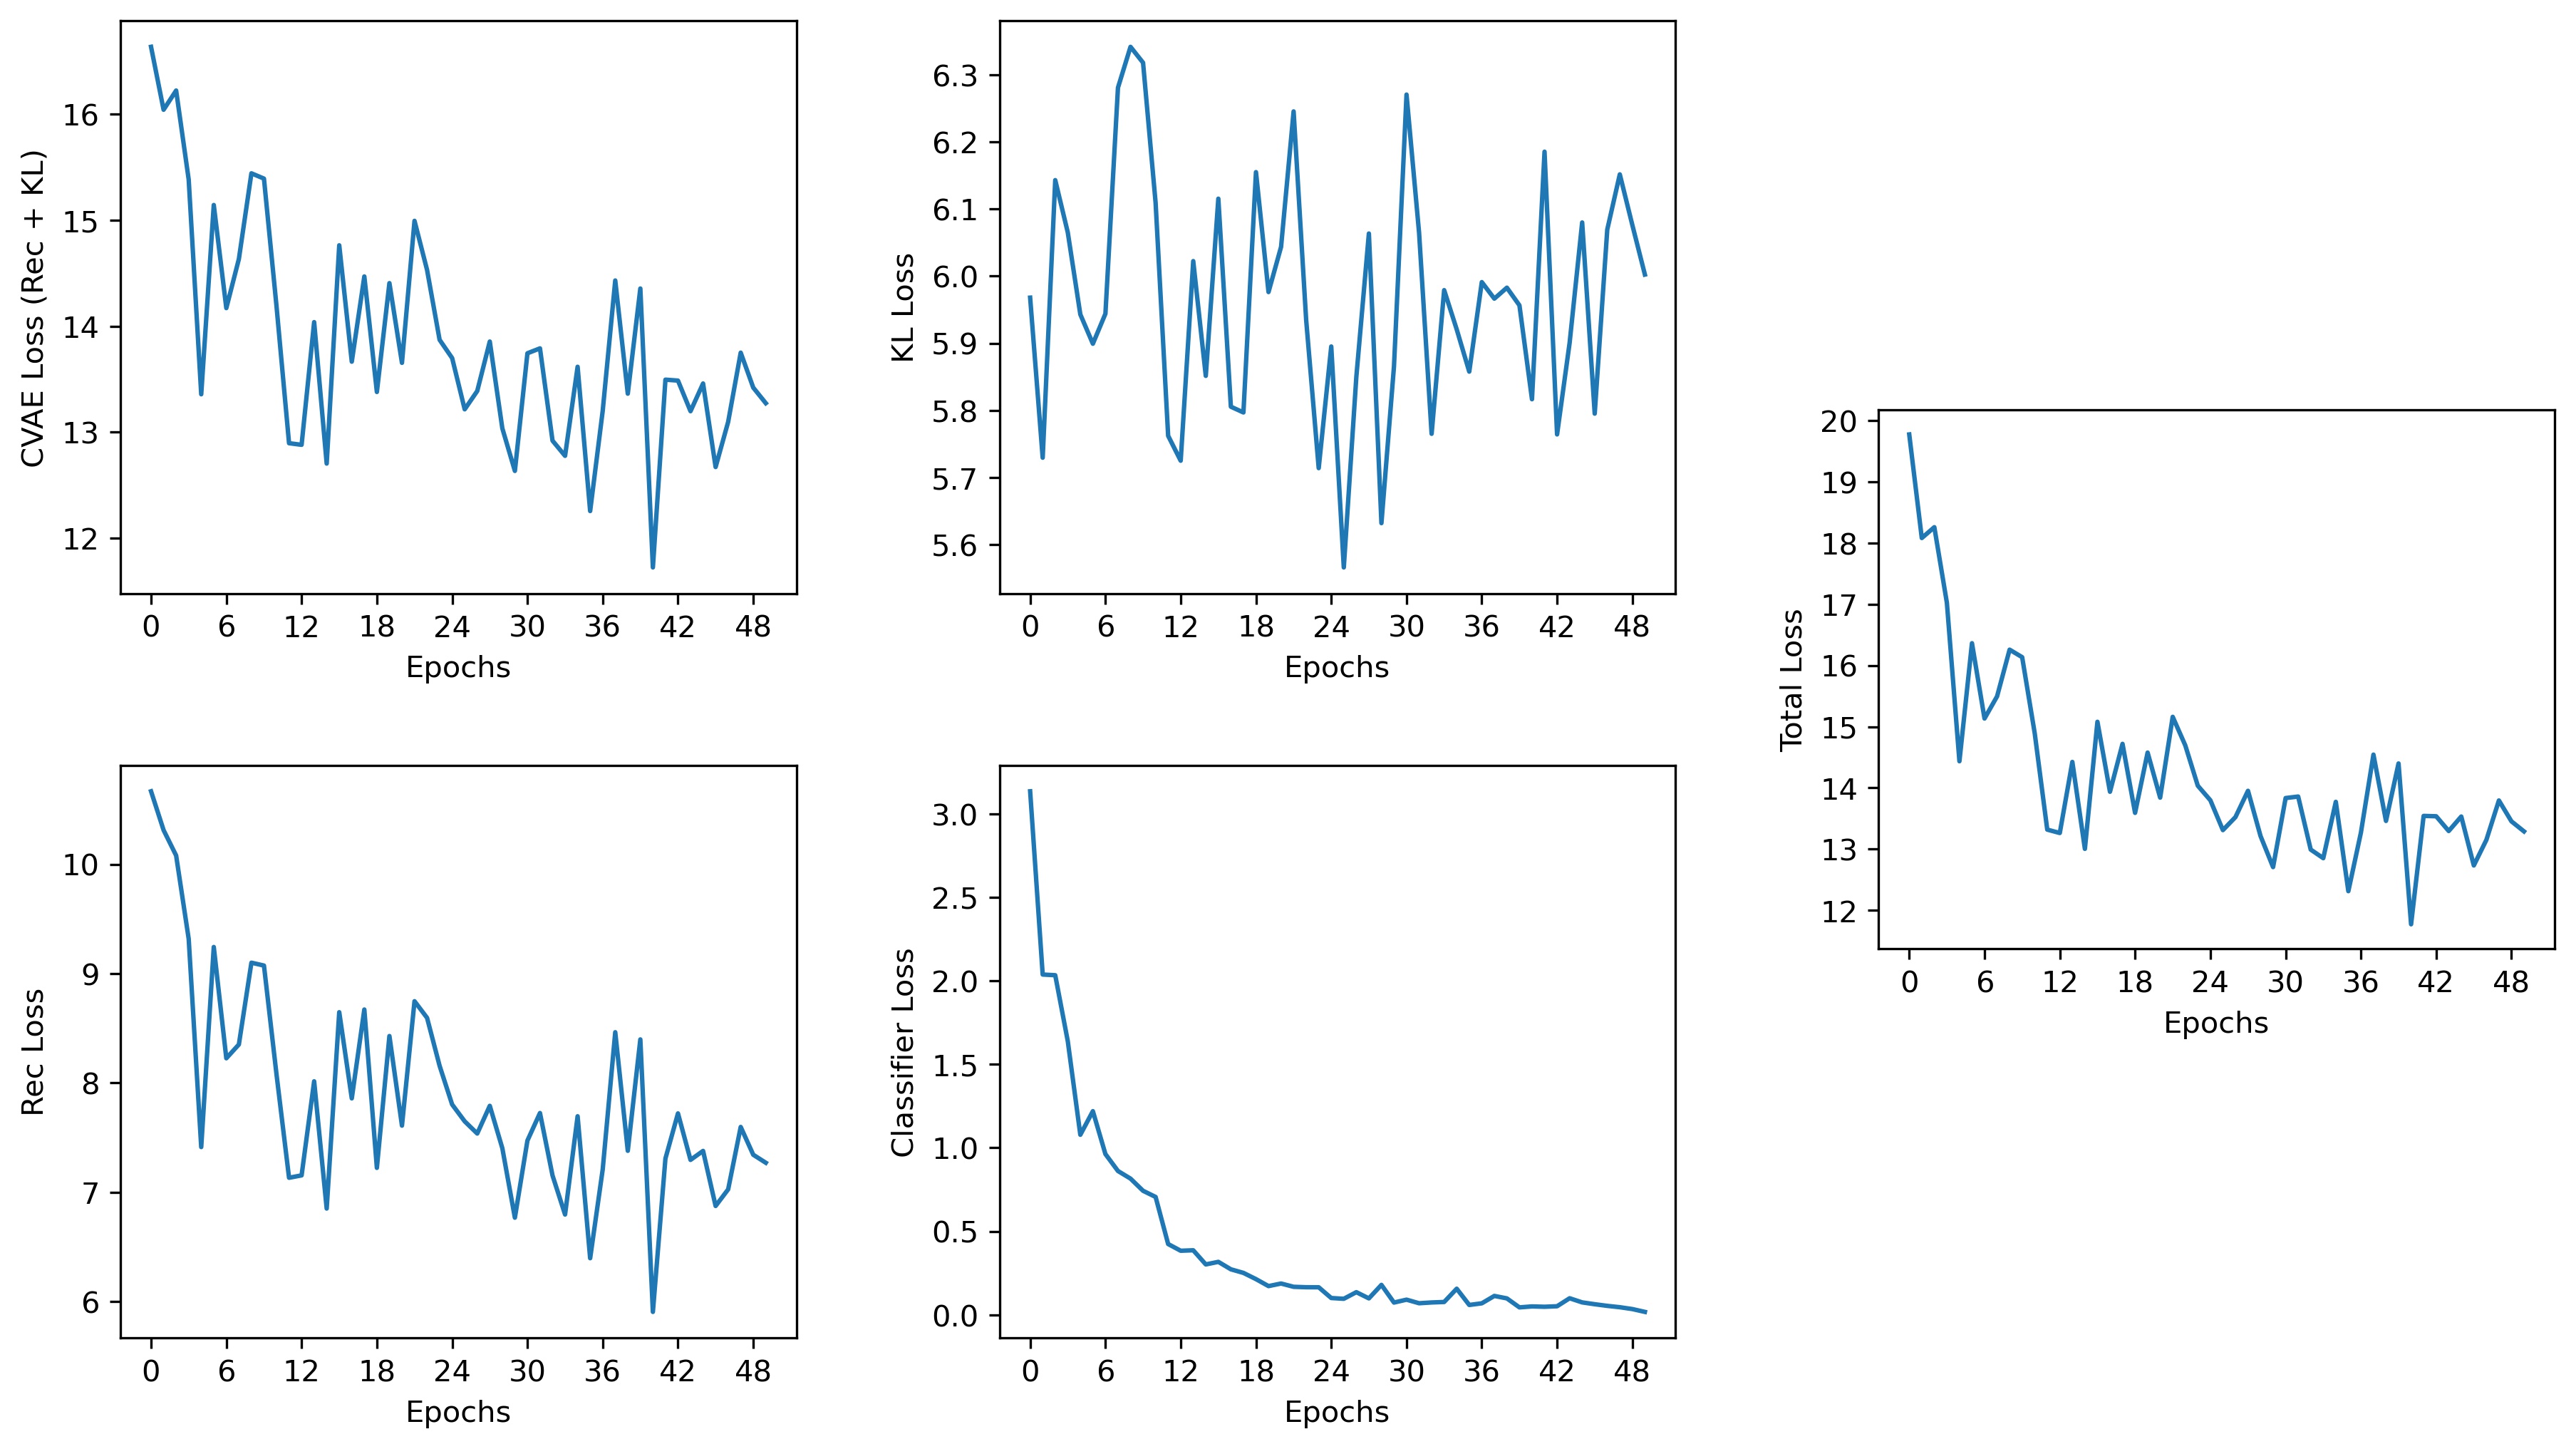 CVAE Loss (Rec + KL)
16
15
14
13
12
0 6 12 18 24 30 36 42 48
Epochs
KL Loss
6.3
6.2
6.1
6.0
5.9
5.8
5.7
5.6
0 6 12 18 24 30 36 42 48
Epochs
Rec Loss
10
9
8
7
6
0 6 12 18 24 30 36 42 48
Epochs
Classifier Loss
3.0
2.5
2.0
1.5
1.0
0.5
0.0
0 6 12 18 24 30 36 42 48
Epochs
Total Loss
20
19
18
17
16
15
14
13
12
0 6 12 18 24 30 36 42 48
Epochs